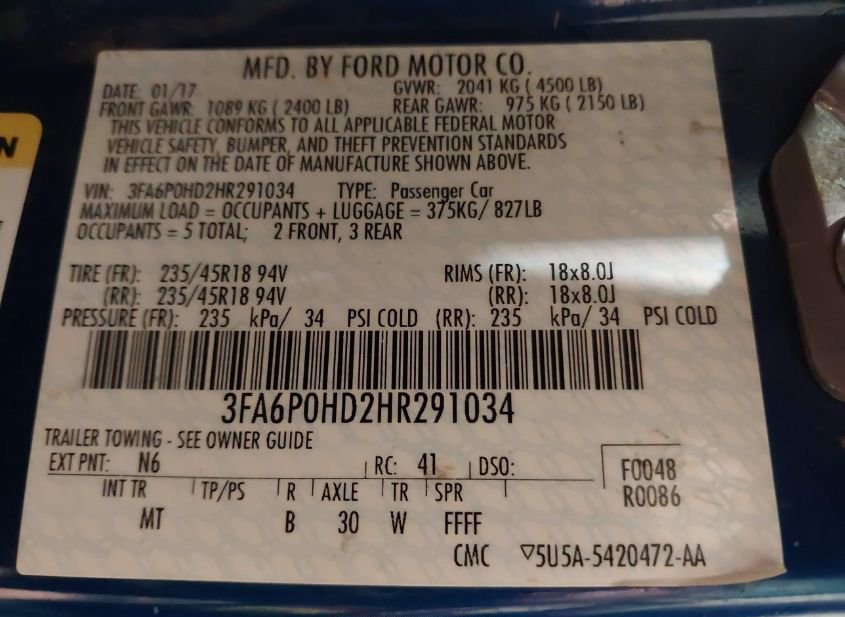 MFD. BY FORD MOTOR CO.
DATE: 01/17 GVWR: 2041 KG ( 4500 LB)
FRONT GAWR: 1089 KG ( 2400 LB) REAR GAWR: 975 KG ( 2150 LB)
THIS VEHICLE CONFORMS TO ALL APPLICABLE FEDERAL MOTOR
VEHICLE SAFETY, BUMPER, AND THEFT PREVENTION STANDARDS
IN EFFECT ON THE DATE OF MANUFACTURE SHOWN ABOVE.
VIN: 3FA6P0HD2HR291034 TYPE: Passenger Car
MAXIMUM LOAD = OCCUPANTS + LUGGAGE = 375KG/ 827LB
OCCUPANTS = 5 TOTAL; 2 FRONT, 3 REAR
TIRE (FR): 235/45R18 94V RIMS (FR): 18x8.0J
(RR): 235/45R18 94V (RR): 18x8.0J
PRESSURE (FR): 235 kPa/ 34 PSI COLD (RR): 235 kPa/ 34 PSI COLD
3FA6P0HD2HR291034
TRAILER TOWING - SEE OWNER GUIDE
EXT PNT: N6 RC: 41 DSO: F0048
R0086
INT TR TP/PS R AXLE TR SPR
MT B 30 W FFFF
CMC ▽5U5A-5420472-AA